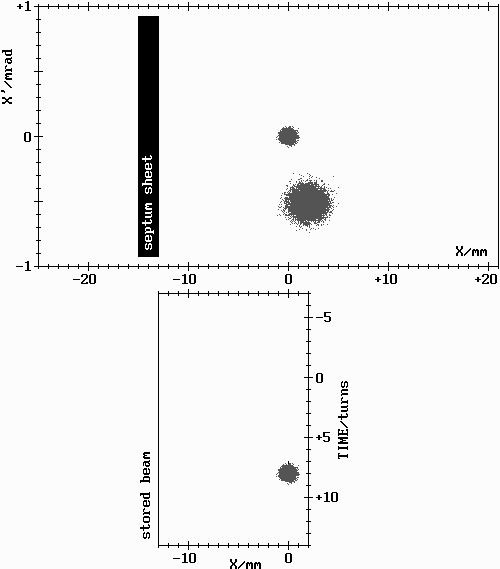 +1
X'/mrad
0
septum sheet
-1
X/mm
-20
-10
0
+10
+20
-5
0
TIME/turns
+5
+10
stored beam
-10
0
X/mm